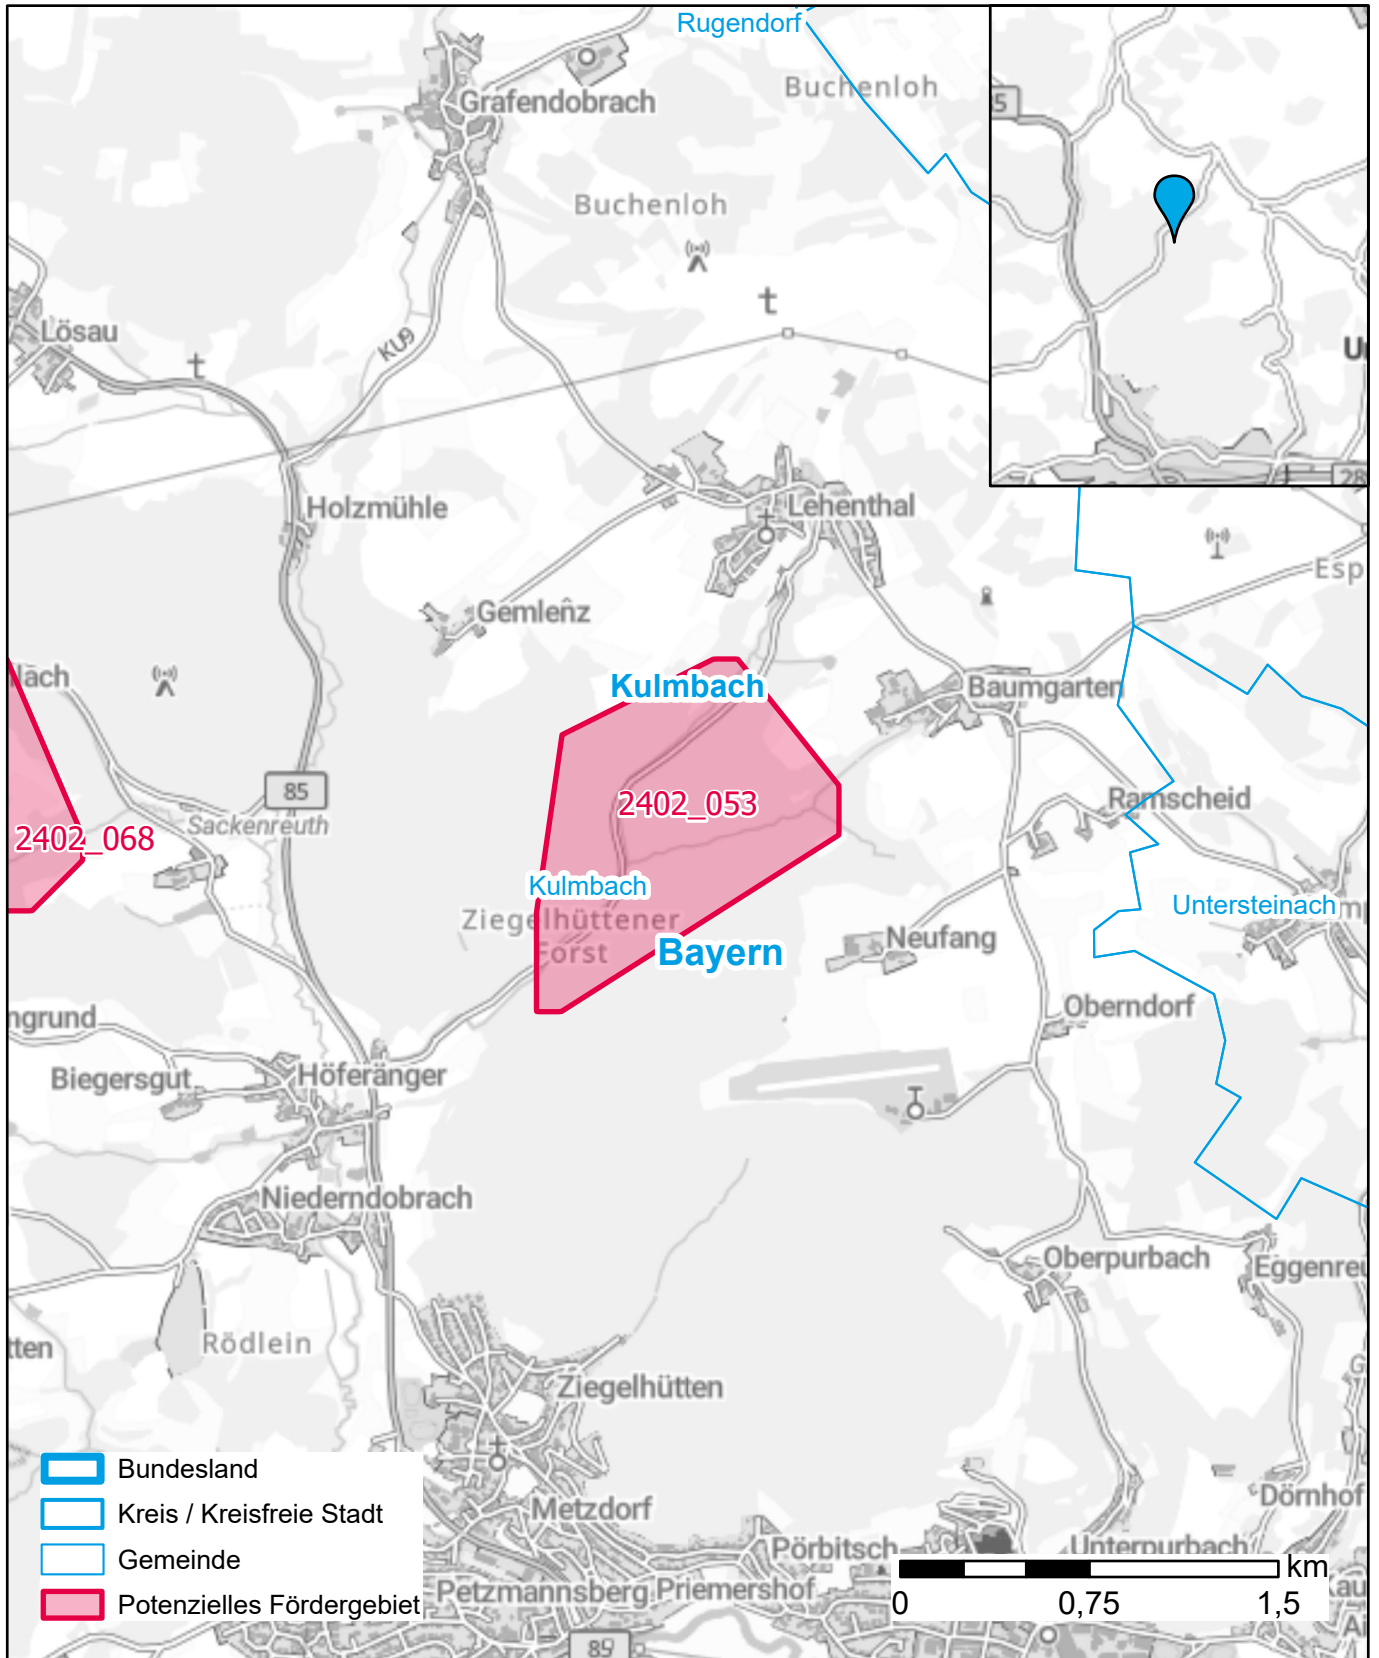 Rugendorf
Buchenloh
Grafendobrach
Buchenloh
Lösau
KU9
Holzmühle
Lehenthal
Gemlenz
Esp
Kulmbach
Baumgarten
85
2402_053
Ramscheid
Sackenreuth
2402_068
Kulmbach
Untersteinach
Ziegelhüttener
Forst
Bayern
Neufang
Oberndorf
ngrund
Biegersgut
Höferänger
Niederndobrach
Oberpurbach
Eggenreu
Rödlein
tten
Ziegelhütten
Bundesland
Kreis / Kreisfreie Stadt
Gemeinde
Potenzielles Fördergebiet
Metzdorf
Dörnhof
Pörbitsch
Unterpurbach
Petzmannsberg
Priemershof
km
0 0,75 1,5